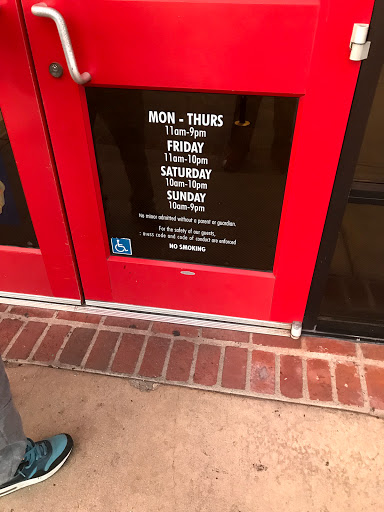 MON - THURS
11am-9pm
FRIDAY
11am-10pm
SATURDAY
10am-10pm
SUNDAY
10am-9pm
No minor admitted without a parent or guardian.
For the safety of our guests,
: dress code and code of conduct are enforced
NO SMOKING